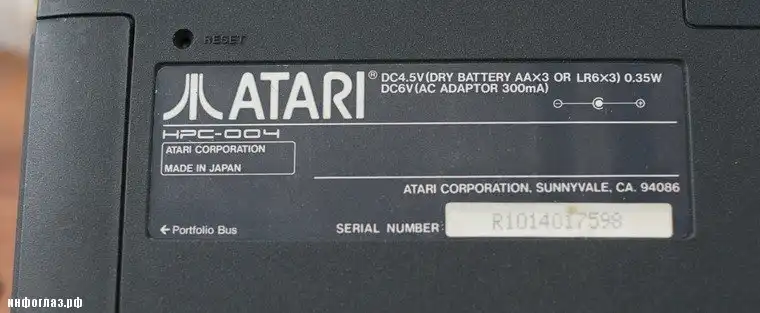 RESET
ATARI® DC4.5V(DRY BATTERY AA×3 OR LR6×3) 0.35W
DC6V(AC ADAPTOR 300mA)
HPC-004
ATARI CORPORATION
MADE IN JAPAN
ATARI CORPORATION, SUNNYVALE, CA. 94086
← Portfolio Bus
SERIAL NUMBER: R1014017598
инфоглаз.рф